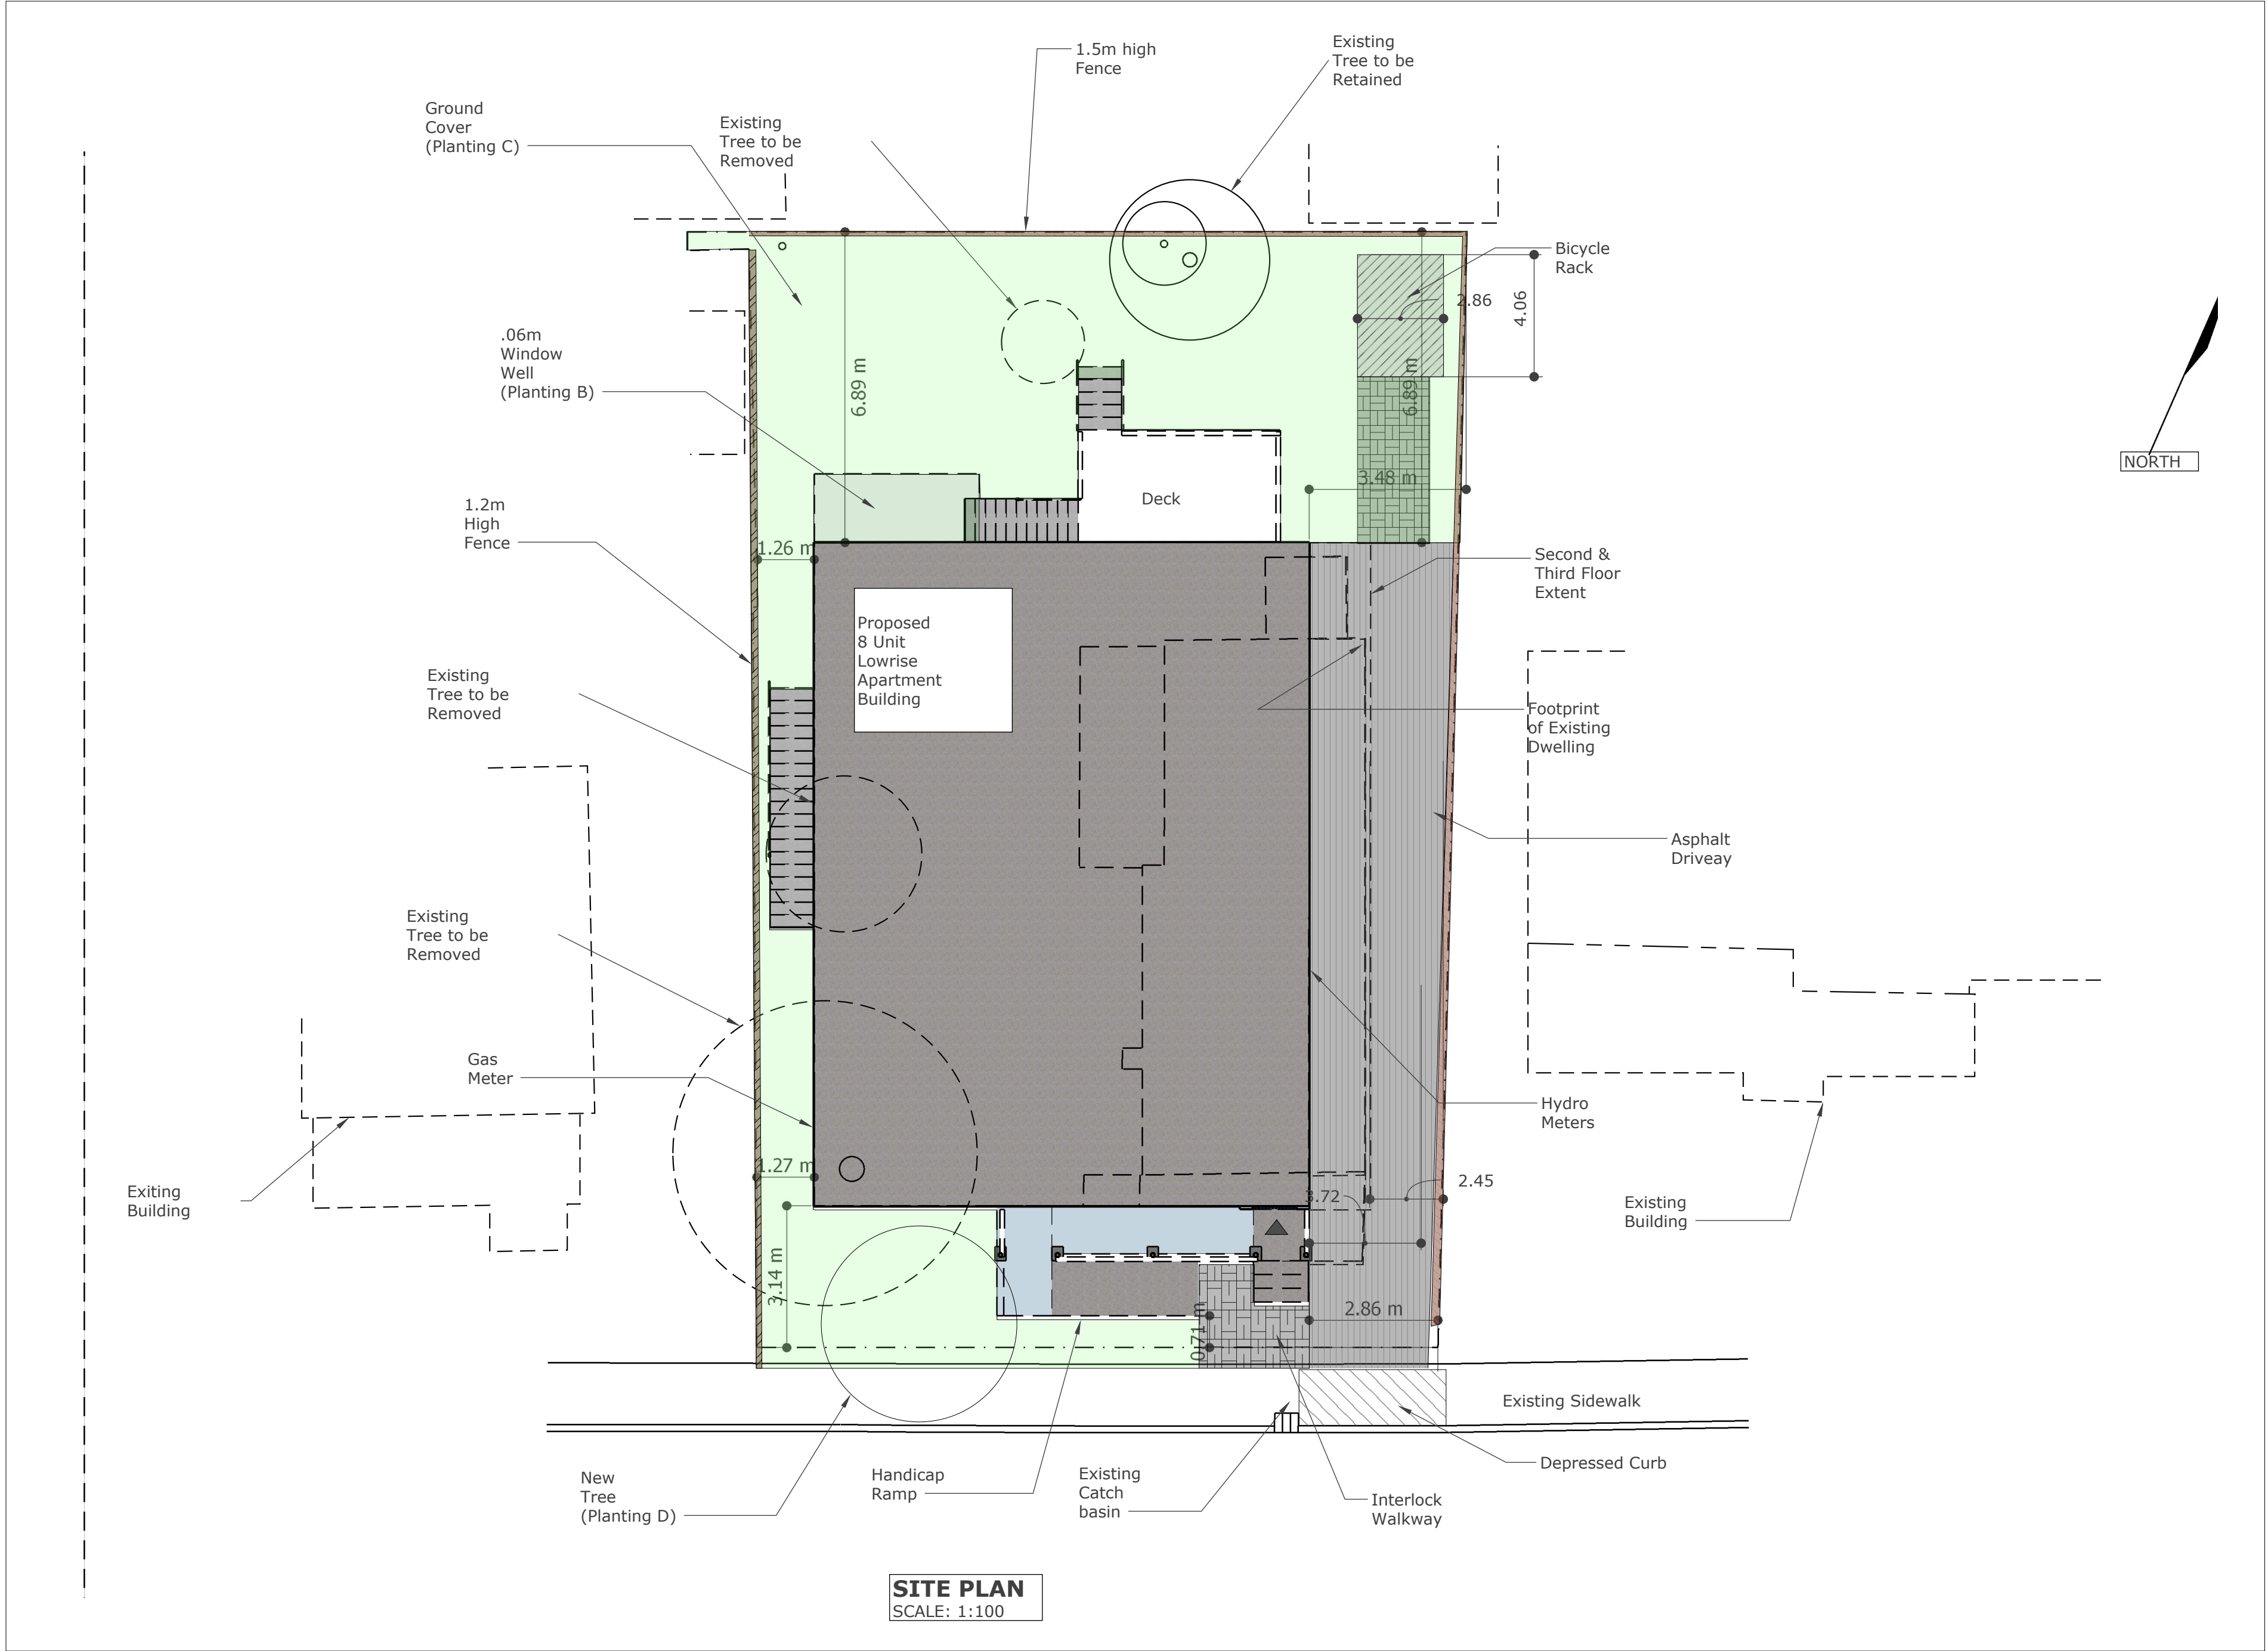 1.5m high
Fence
Existing
Tree to be
Retained
Ground
Cover
(Planting C)
Existing
Tree to be
Removed
Bicycle
Rack
2.86
4.06
.06m
Window
Well
(Planting B)
6.89 m
6.89 m
NORTH
3.48 m
Deck
1.2m
High
Fence
1.26 m
Second &
Third Floor
Extent
Proposed
8 Unit
Lowrise
Apartment
Building
Existing
Tree to be
Removed
Footprint
of Existing
Dwelling
Asphalt
Driveay
Existing
Tree to be
Removed
Gas
Meter
Hydro
Meters
1.27 m
3.72
2.45
Exiting
Building
Existing
Building
3.14 m
0.71 m
2.86 m
Existing Sidewalk
Depressed Curb
New
Tree
(Planting D)
Handicap
Ramp
Existing
Catch
basin
Interlock
Walkway
SITE PLAN
SCALE: 1:100